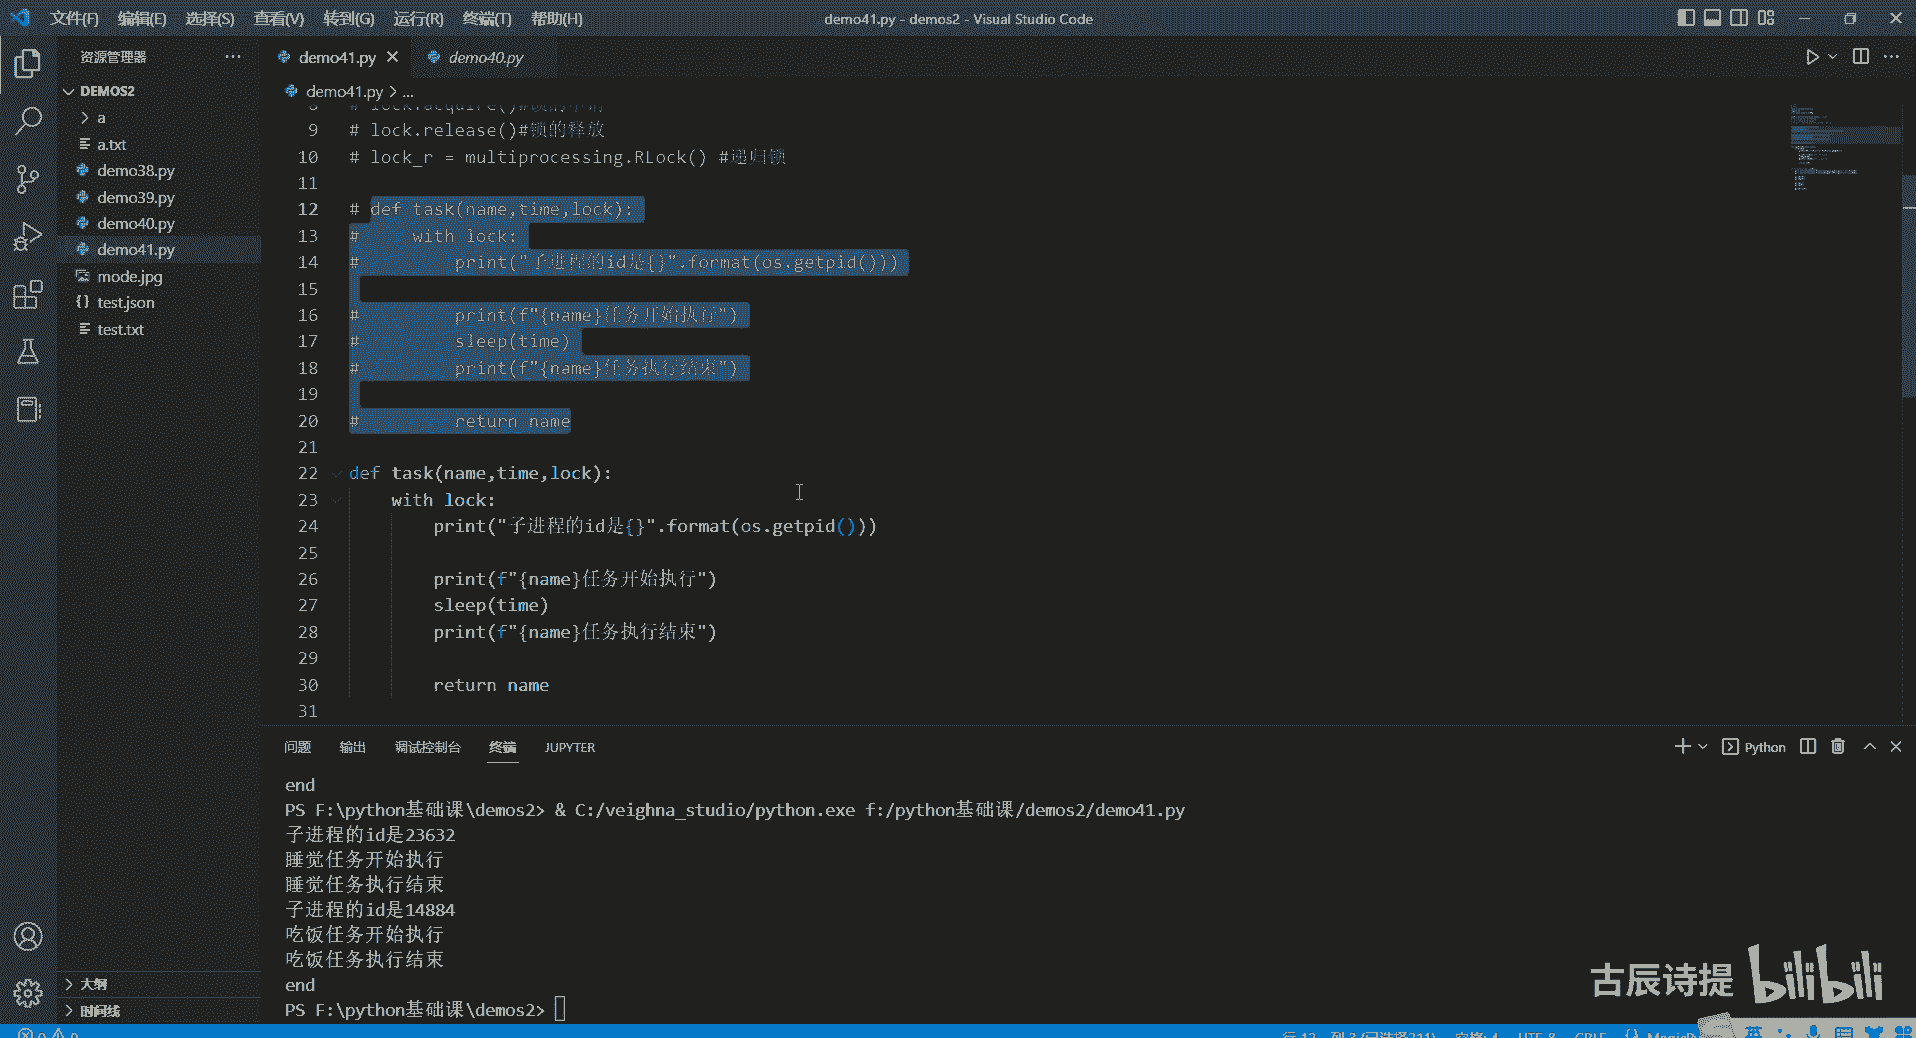 文件(F) 编辑(E) 选择(S) 查看(V) 转到(G) 运行(R) 终端(T) 帮助(H)
demo41.py - demos2 - Visual Studio Code
资源管理器
DEMOS2
a
a.txt
demo38.py
demo39.py
demo40.py
demo41.py
mode.jpg
test.json
test.txt
大纲
时间线
demo41.py
demo40.py
demo41.py > ...
9 # lock.release()#锁的释放
10 # lock_r = multiprocessing.RLock() #递归锁
11
12 # def task(name,time,lock):
13 #     with lock:
14 #         print("子进程的id是{}".format(os.getpid()))
15
16 #         print(f"{name}任务开始执行")
17 #         sleep(time)
18 #         print(f"{name}任务执行结束")
19
20 #         return name
21
22 def task(name,time,lock):
23     with lock:
24         print("子进程的id是{}".format(os.getpid()))
25
26         print(f"{name}任务开始执行")
27         sleep(time)
28         print(f"{name}任务执行结束")
29
30         return name
31
问题 输出 调试控制台 终端 JUPYTER
Python
end
PS F:\python基础课\demos2> & C:/veighna_studio/python.exe f:/python基础课/demos2/demo41.py
子进程的id是23632
睡觉任务开始执行
睡觉任务执行结束
子进程的id是14884
吃饭任务开始执行
吃饭任务执行结束
end
PS F:\python基础课\demos2>
古辰诗提 bilibili
英